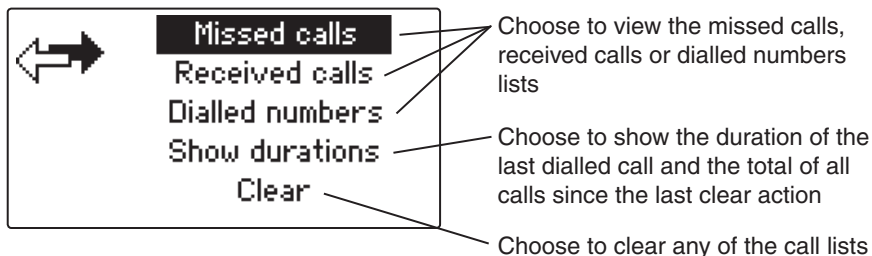 Missed calls
Received calls
Dialled numbers
Show durations
Clear
Choose to view the missed calls,
received calls or dialled numbers
lists
Choose to show the duration of the
last dialled call and the total of all
calls since the last clear action
Choose to clear any of the call lists